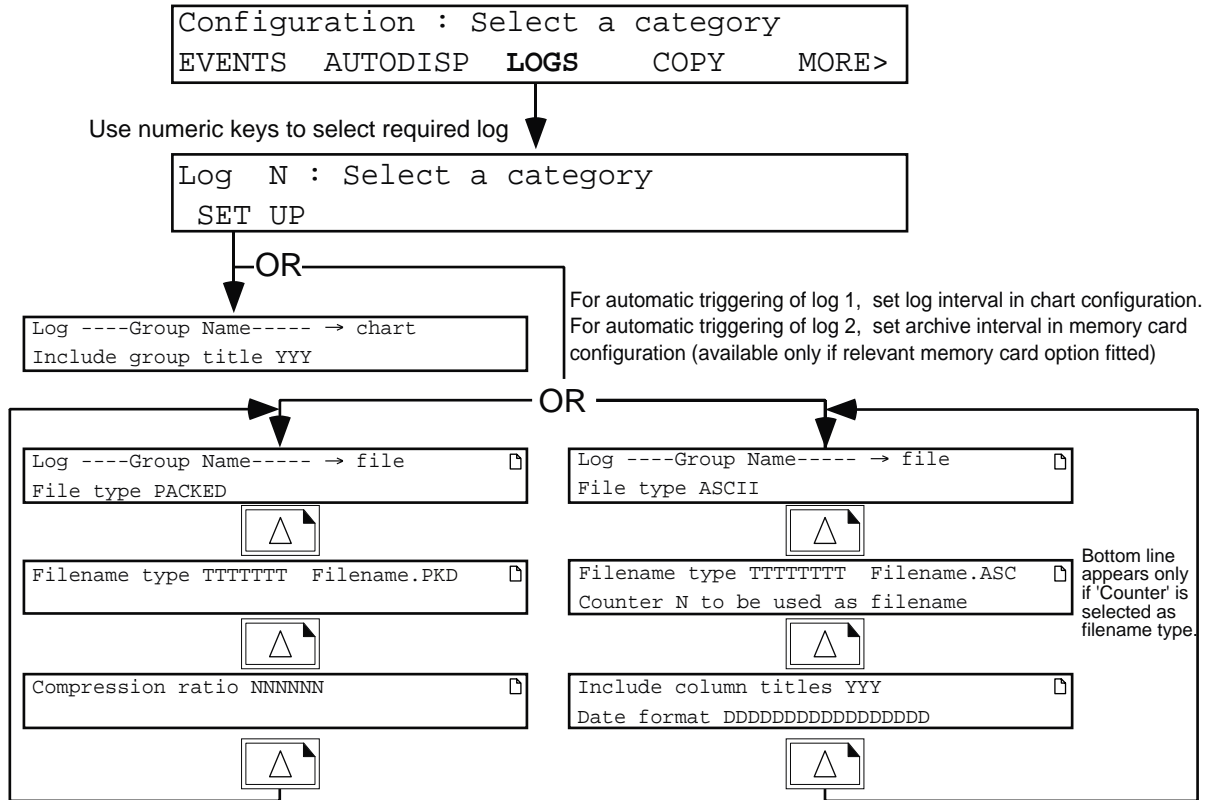 Configuration : Select a category
EVENTS AUTODISP LOGS COPY MORE>
Use numeric keys to select required log
Log N : Select a category
SET UP
OR
For automatic triggering of log 1, set log interval in chart configuration.
For automatic triggering of log 2, set archive interval in memory card
configuration (available only if relevant memory card option fitted)
Log ----Group Name----- → chart
Include group title YYY
OR
Log ----Group Name----- → file
File type PACKED
Filename type TTTTTTT Filename.PKD
Compression ratio NNNNNN
Log ----Group Name----- → file
File type ASCII
Filename type TTTTTTTT Filename.ASC
Counter N to be used as filename
Bottom line
appears only
if 'Counter' is
selected as
filename type.
Include column titles YYY
Date format DDDDDDDDDDDDDDDDD